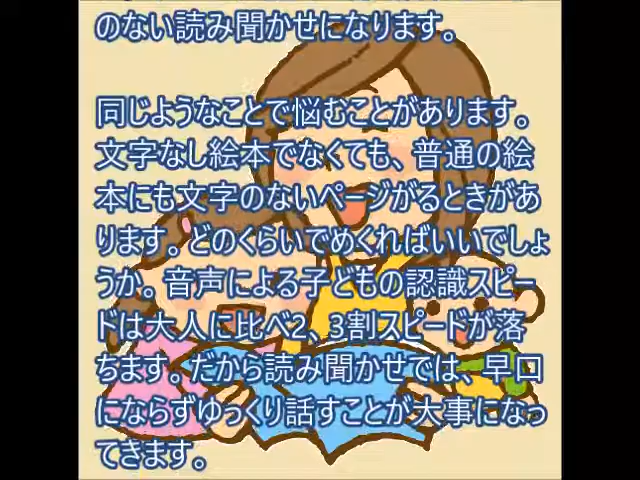 のない読み聞かせになります。
同じようなことで悩むことがあります。
文字なし絵本でなくても、普通の絵
本にも文字のないページがるときがあ
ります。どのくらいでめくればいいでしょ
うか。音声による子どもの認識スピー
ドは大人に比べ2、3割スピードが落
ちます。だから読み聞かせでは、早口
にならずゆっくり話すことが大事になっ
てきます。